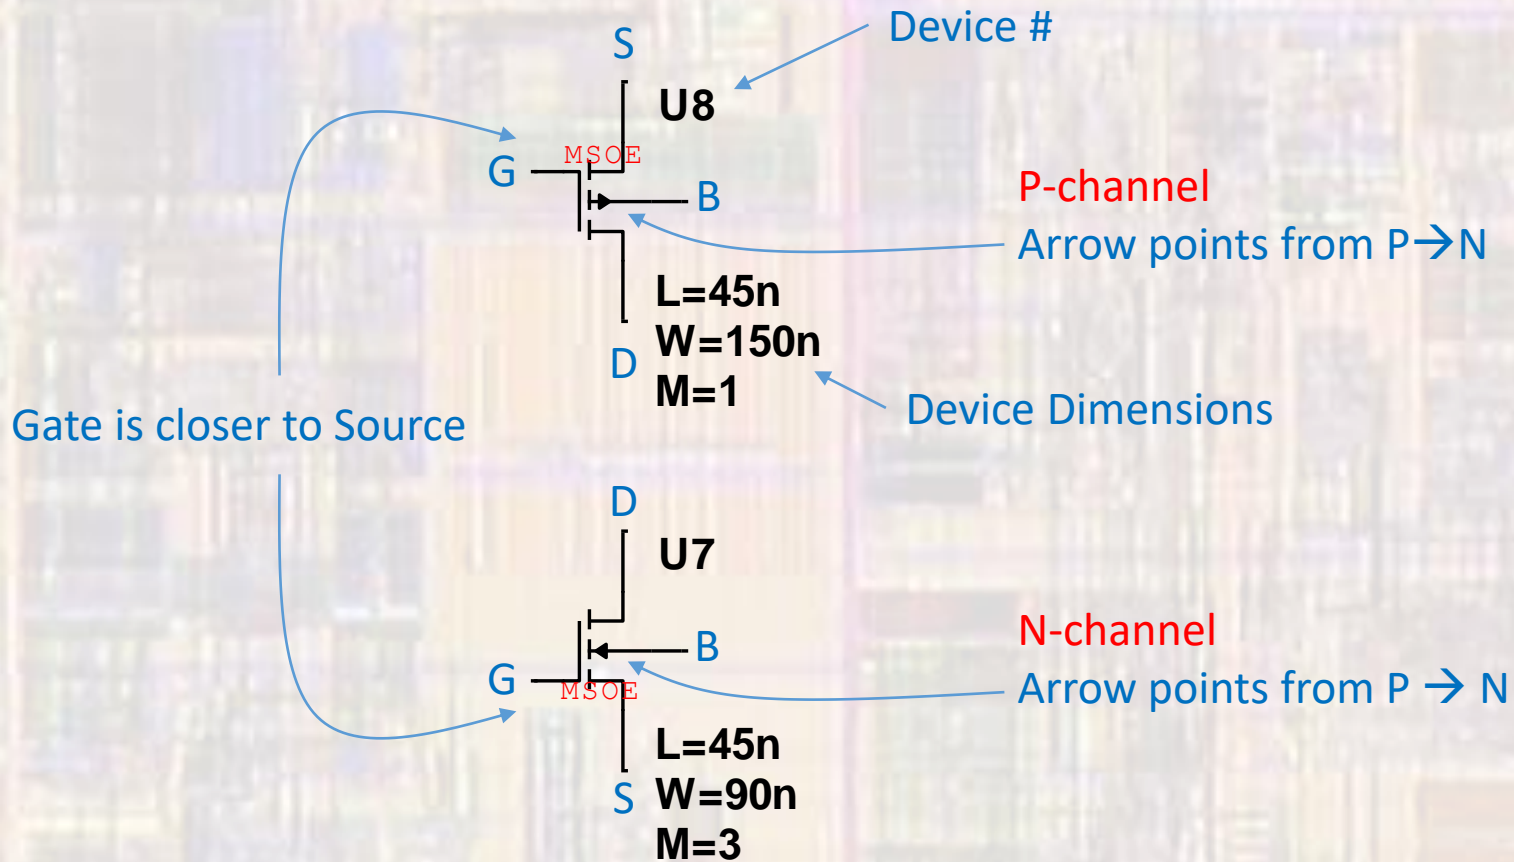 Device #
S
U8
MSOE
G
B
P-channel
Arrow points from P→N
L=45n
W=150n
M=1
D
Device Dimensions
Gate is closer to Source
D
U7
B
G
MSOE
N-channel
Arrow points from P → N
L=45n
W=90n
M=3
S